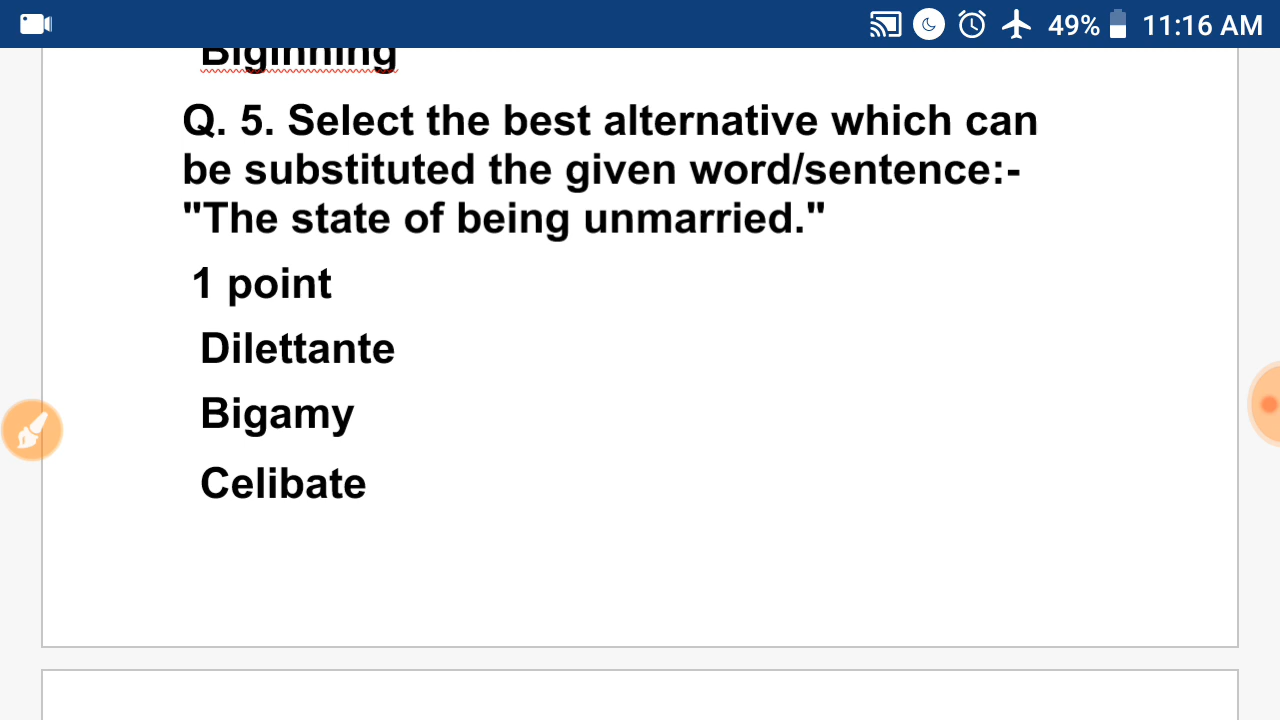 49% 11:16 AM
Biginning
Q. 5. Select the best alternative which can
be substituted the given word/sentence:-
"The state of being unmarried."
1 point
Dilettante
Bigamy
Celibate